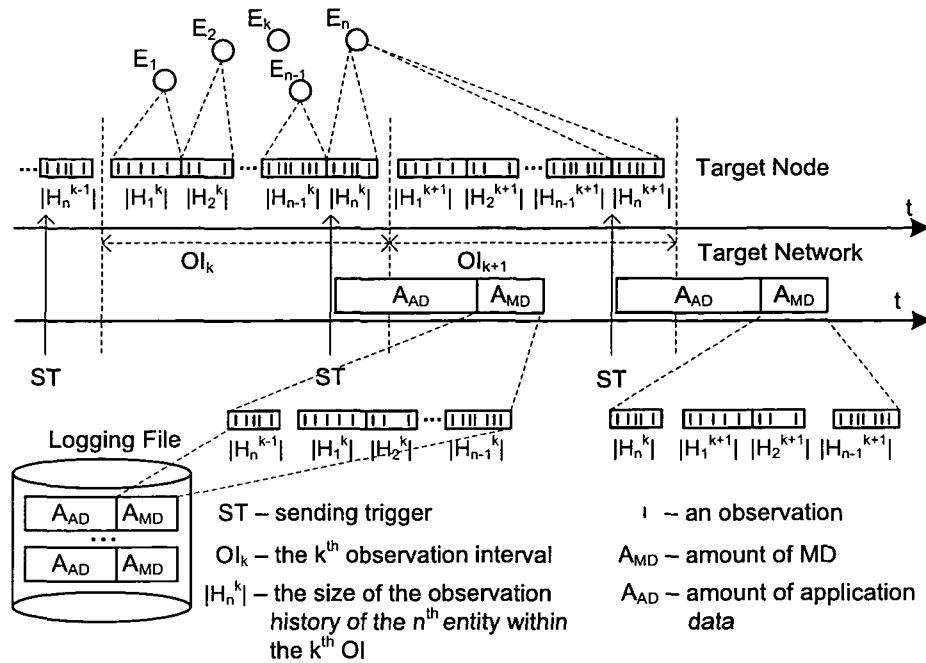 E₁ E₂ Eₖ Eₙ₋₁ Eₙ
Target Node
|Hₙᵏ⁻¹| |H₁ᵏ| |H₂ᵏ| ... |Hₙ₋₁ᵏ| |Hₙᵏ| |H₁ᵏ⁺¹| |H₂ᵏ⁺¹| ... |Hₙ₋₁ᵏ⁺¹| |Hₙᵏ⁺¹|
t
OIₖ OIₖ₊₁
Target Network
A_AD A_MD A_AD A_MD
t
ST ST ST
|Hₙᵏ⁻¹| |H₁ᵏ| |H₂ᵏ| ... |Hₙ₋₁ᵏ| |Hₙᵏ| |H₁ᵏ⁺¹| |H₂ᵏ⁺¹| |Hₙ₋₁ᵏ⁺¹|
Logging File
A_AD A_MD
...
A_AD A_MD
ST – sending trigger
OIₖ – the kᵗʰ observation interval
|Hₙᵏ| – the size of the observation
history of the nᵗʰ entity within
the kᵗʰ OI
ı – an observation
A_MD – amount of MD
A_AD – amount of application
data